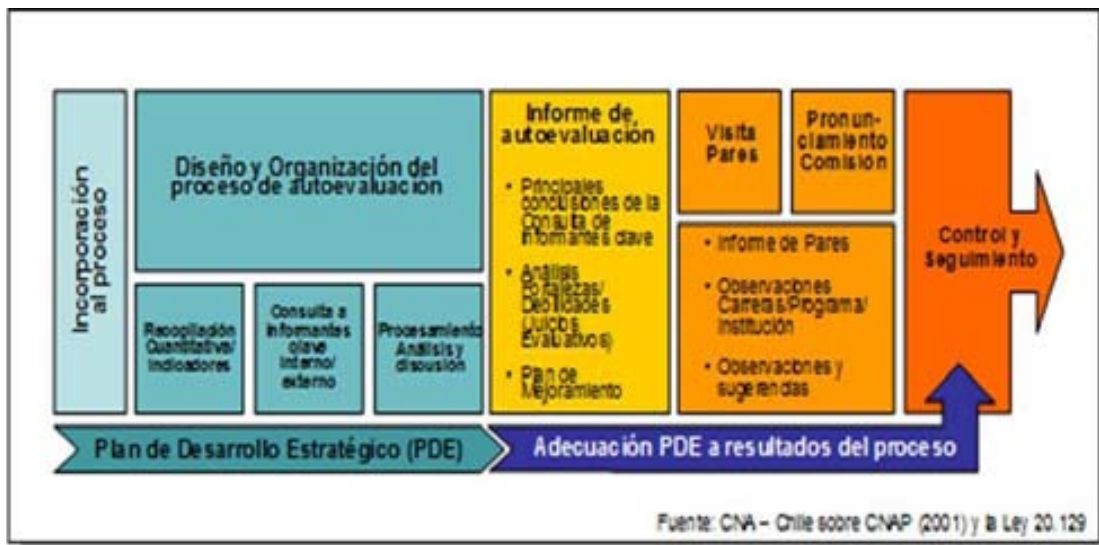 Incorporación
al proceso
Diseño y Organización del
proceso de autoevaluación
Recopilación
Cuantitativa/
Indicadores
Consulta a
informantes
clave
interno/
externo
Procesamiento
Análisis y
discusión
Informe de
autoevaluación
• Principales
conclusiones de la
Consulta de
informantes clave
• Análisis
Fortalezas/
Debilidades
(Juicios
Evaluativos)
• Plan de
Mejoramiento
Visita
Pares
Pronun-
ciamiento
Comisión
• Informe de Pares
• Observaciones
Carreras/Programa/
Institución
• Observaciones y
sugerencias
Control y
Seguimiento
Plan de Desarrollo Estratégico (PDE)
Adecuación PDE a resultados del proceso
Fuente: CNA – Chile sobre CNAP (2001) y la Ley 20.129